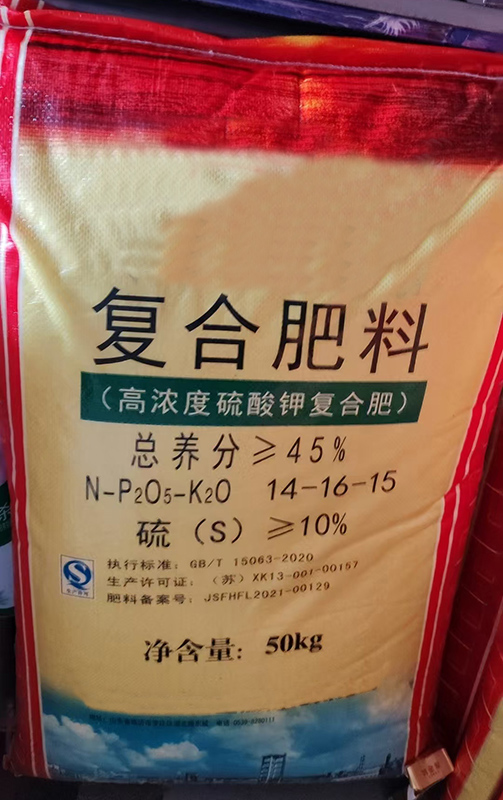 复合肥料
（高浓度硫酸钾复合肥）
总养分≥45%
N-P2O5-K2O 14-16-15
硫（S）≥10%
执行标准：GB/T 15063-2020
生产许可证：（苏）XK13-001-00157
肥料备案号：JSFHFL2021-00129
净含量：50kg